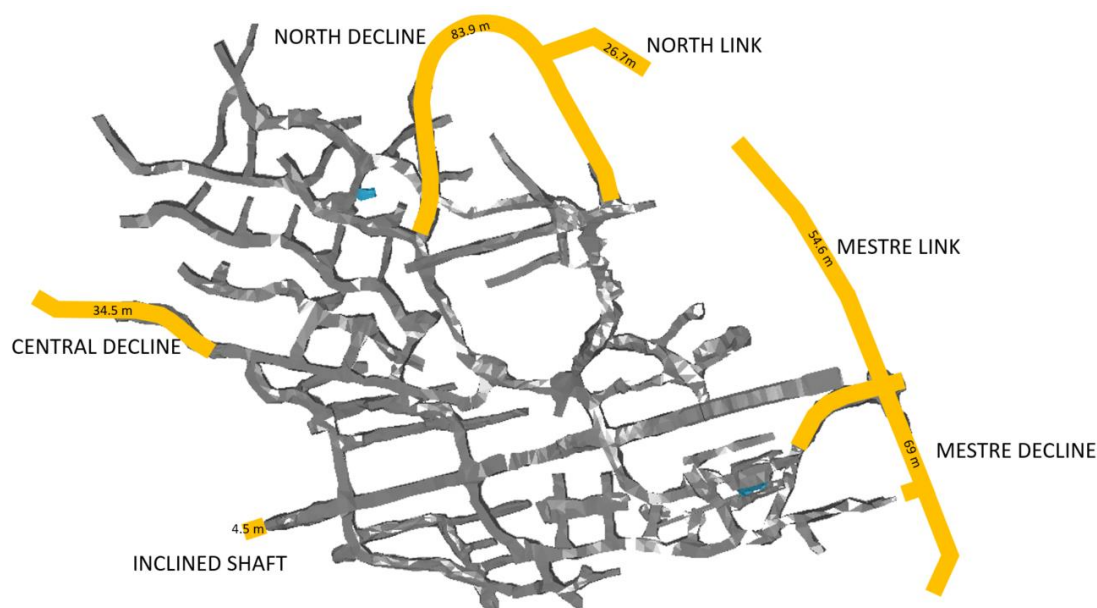 NORTH DECLINE
83.9 m
NORTH LINK
26.7m
54.6 m
MESTRE LINK
34.5 m
CENTRAL DECLINE
69 m
MESTRE DECLINE
4.5 m
INCLINED SHAFT